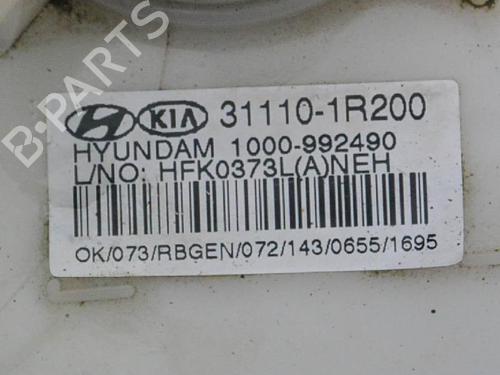 B-PARTS
KIA 31110-1R200
HYUNDAM 1000-992490
L/NO: HFK0373L(A)NEH
OK/073/RBGEN/072/143/0655/1695